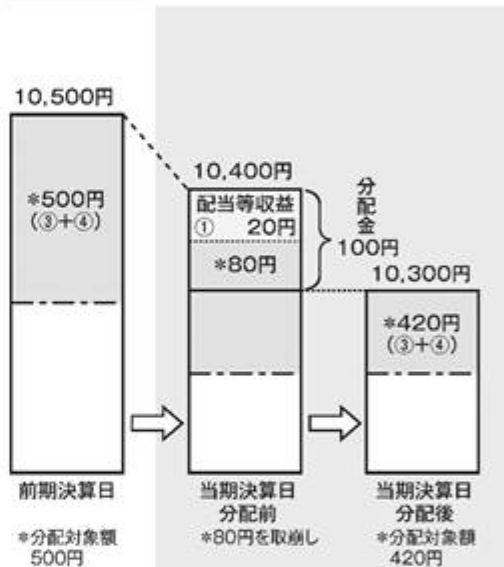 10,500円
*500円
(③+④)
前期決算日
*分配対象額
500円
10,400円
配当等収益
① 20円
*80円
分配金
100円
当期決算日
分配前
*80円を取崩し
10,300円
*420円
(③+④)
当期決算日
分配後
*分配対象額
420円